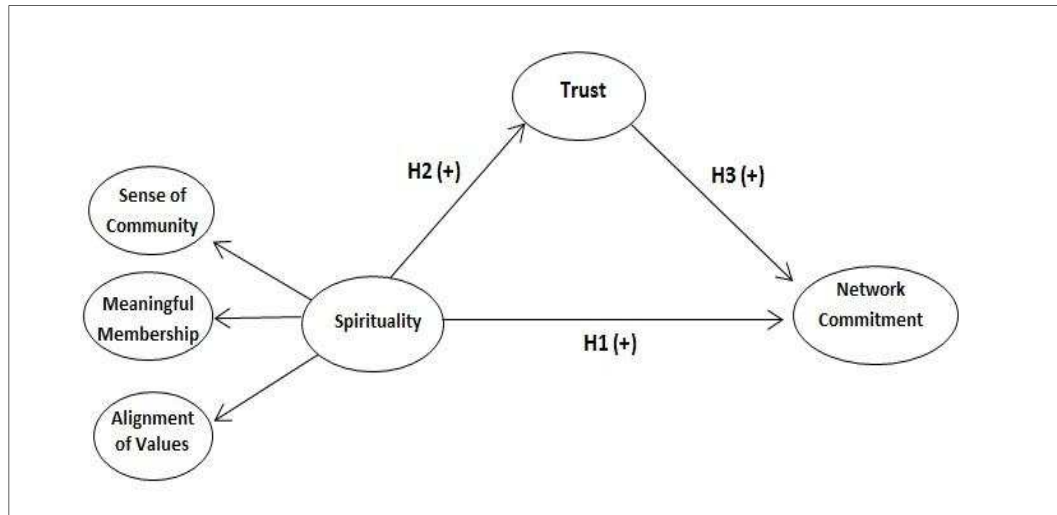 Trust
H2 (+)
H3 (+)
Sense of
Community
Meaningful
Membership
Spirituality
Network
Commitment
H1 (+)
Alignment
of Values